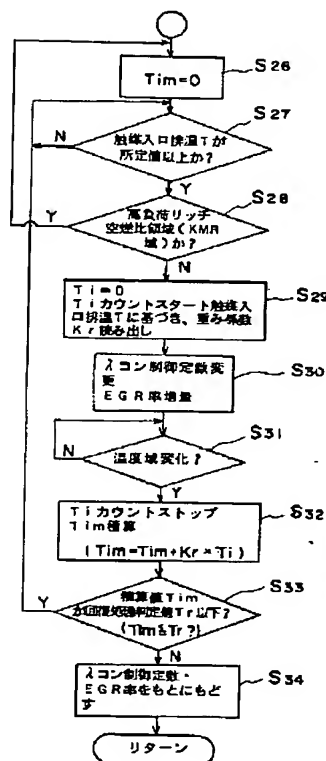 S26
Tim=0
S27
触媒入口排温Tが
所定値以上か?
N
Y
S28
高負荷リッチ
空燃比領域(KMR
域)か?
Y
N
S29
Ti=0
Tiカウントスタート触媒入
口排温Tに基づき、重み係数
Kr読み出し
S30
λコン制御定数変
更
EGR率増量
S31
温度域変化?
N
Y
S32
Tiカウントストップ
Tim積算
(Tim=Tim+Kr*Ti)
S33
積算値Tim
が回復処理判定値Tr以下?
(Tim≦Tr?)
Y
N
S34
λコン制御定数・
EGR率をもとにもど
す
リターン